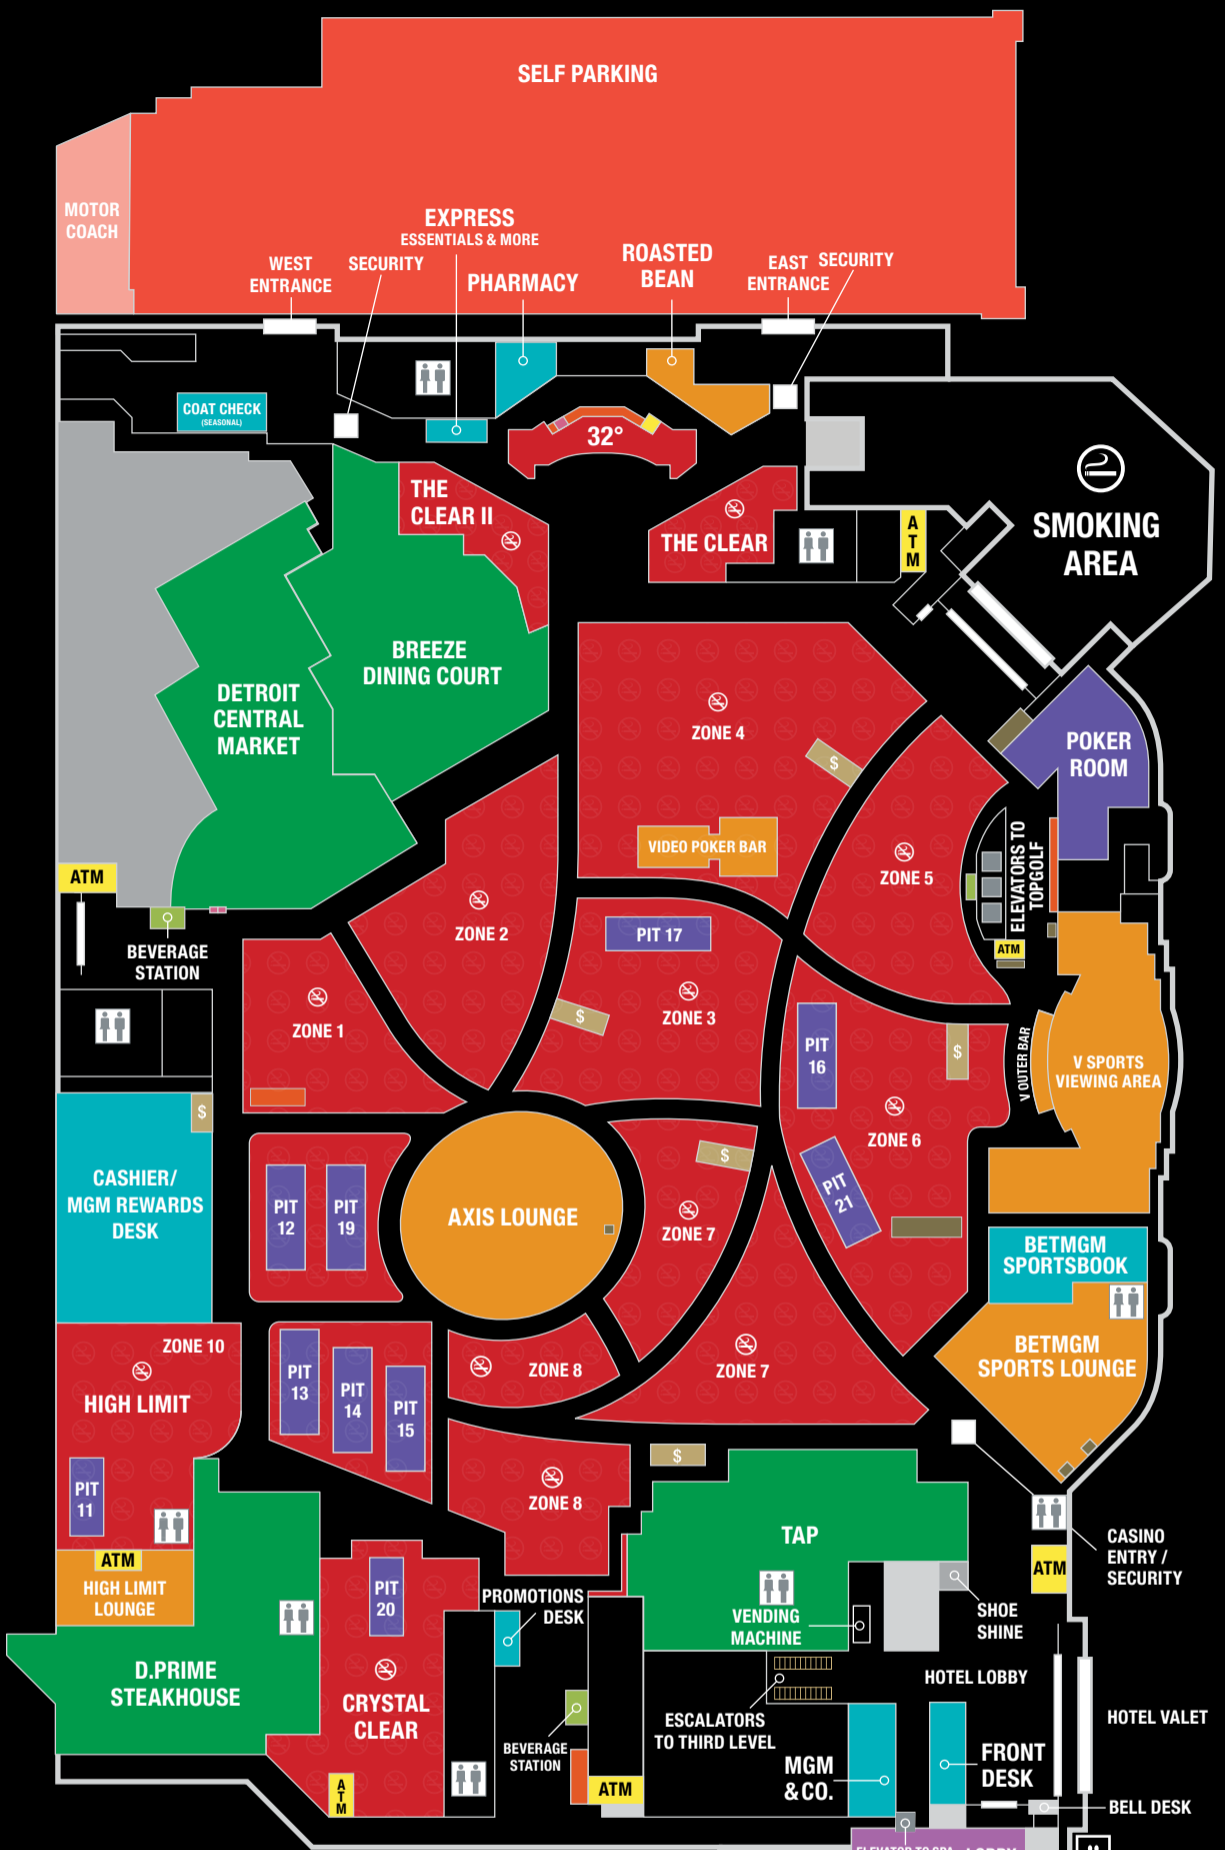 SELF PARKING
MOTOR
COACH
EXPRESS
ESSENTIALS & MORE
WEST
ENTRANCE
SECURITY
PHARMACY
ROASTED
BEAN
EAST
ENTRANCE
SECURITY
COAT CHECK
(SEASONAL)
32°
THE
CLEAR II
THE CLEAR
ATM
SMOKING
AREA
BREEZE
DINING COURT
DETROIT
CENTRAL
MARKET
ZONE 4
$
VIDEO POKER BAR
POKER
ROOM
ZONE 5
ELEVATORS TO
TOPGOLF
ATM
ATM
BEVERAGE
STATION
ZONE 2
PIT 17
ZONE 3
$
ZONE 1
PIT
16
$
ZONE 6
V OUTER BAR
V SPORTS
VIEWING AREA
$
CASHIER/
MGM REWARDS
DESK
PIT
12
PIT
19
AXIS LOUNGE
$
ZONE 7
PIT
21
BETMGM
SPORTSBOOK
BETMGM
SPORTS LOUNGE
ZONE 10
HIGH LIMIT
PIT
13
PIT
14
PIT
15
ZONE 8
ZONE 7
PIT
11
ZONE 8
$
TAP
CASINO
ENTRY /
SECURITY
ATM
ATM
HIGH LIMIT
LOUNGE
PIT
20
PROMOTIONS
DESK
VENDING
MACHINE
SHOE
SHINE
D.PRIME
STEAKHOUSE
CRYSTAL
CLEAR
HOTEL LOBBY
HOTEL VALET
BEVERAGE
STATION
ESCALATORS
TO THIRD LEVEL
MGM
& CO.
FRONT
DESK
ATM
ATM
BELL DESK
ELEVATOR TO SPA
LOBBY